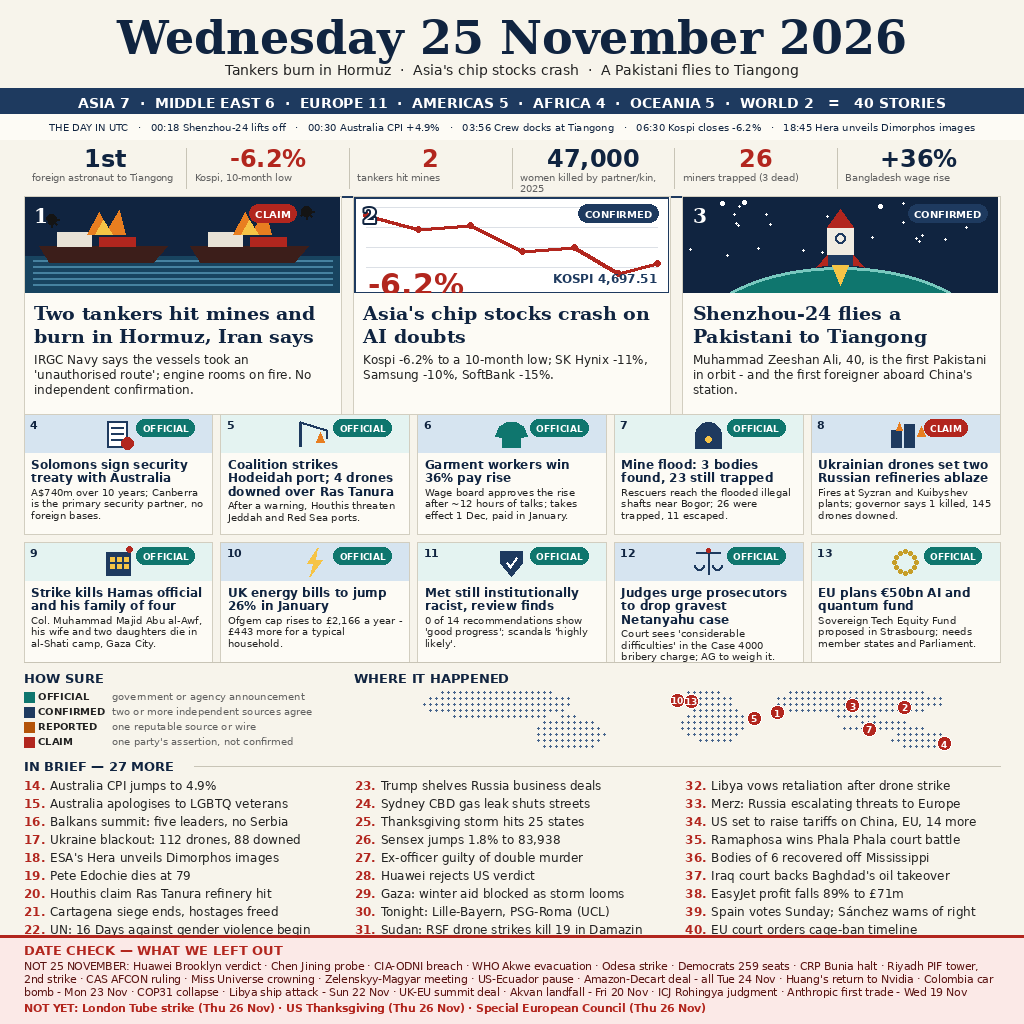 Wednesday 25 November 2026
Tankers burn in Hormuz · Asia's chip stocks crash · A Pakistani flies to Tiangong
ASIA 7 · MIDDLE EAST 6 · EUROPE 11 · AMERICAS 5 · AFRICA 4 · OCEANIA 5 · WORLD 2 = 40 STORIES
THE DAY IN UTC · 00:18 Shenzhou-24 lifts off · 00:30 Australia CPI +4.9% · 03:56 Crew docks at Tiangong · 06:30 Kospi closes -6.2% · 18:45 Hera unveils Dimorphos images
1st
foreign astronaut to Tiangong
-6.2%
Kospi, 10-month low
2
tankers hit mines
47,000
women killed by partner/kin,
2025
26
miners trapped (3 dead)
+36%
Bangladesh wage rise
1
CLAIM
Two tankers hit mines and
burn in Hormuz, Iran says
IRGC Navy says the vessels took an
'unauthorised route'; engine rooms on fire. No
independent confirmation.
2
CONFIRMED
-6.2%
KOSPI 4,697.51
Asia's chip stocks crash on
AI doubts
Kospi -6.2% to a 10-month low; SK Hynix -11%,
Samsung -10%, SoftBank -15%.
3
CONFIRMED
Shenzhou-24 flies a
Pakistani to Tiangong
Muhammad Zeeshan Ali, 40, is the first Pakistani
in orbit - and the first foreigner aboard China's
station.
4
OFFICIAL
Solomons sign security
treaty with Australia
A$740m over 10 years; Canberra
is the primary security partner, no
foreign bases.
5
OFFICIAL
Coalition strikes
Hodeidah port; 4 drones
downed over Ras Tanura
After a warning, Houthis threaten
Jeddah and Red Sea ports.
6
OFFICIAL
Garment workers win
36% pay rise
Wage board approves the rise
after ~12 hours of talks; takes
effect 1 Dec, paid in January.
7
OFFICIAL
Mine flood: 3 bodies
found, 23 still trapped
Rescuers reach the flooded illegal
shafts near Bogor; 26 were
trapped, 11 escaped.
8
CLAIM
Ukrainian drones set two
Russian refineries ablaze
Fires at Syzran and Kuibyshev
plants; governor says 1 killed, 145
drones downed.
9
OFFICIAL
Strike kills Hamas official
and his family of four
Col. Muhammad Majid Abu al-Awf,
his wife and two daughters die in
al-Shati camp, Gaza City.
10
OFFICIAL
UK energy bills to jump
26% in January
Ofgem cap rises to £2,166 a year -
£443 more for a typical
household.
11
OFFICIAL
Met still institutionally
racist, review finds
0 of 14 recommendations show
'good progress'; scandals 'highly
likely'.
12
OFFICIAL
Judges urge prosecutors
to drop gravest
Netanyahu case
Court sees 'considerable
difficulties' in the Case 4000
bribery charge; AG to weigh it.
13
OFFICIAL
EU plans €50bn AI and
quantum fund
Sovereign Tech Equity Fund
proposed in Strasbourg; needs
member states and Parliament.
HOW SURE
OFFICIAL government or agency announcement
CONFIRMED two or more independent sources agree
REPORTED one reputable source or wire
CLAIM one party's assertion, not confirmed
WHERE IT HAPPENED
10 13 5 1 3 2 7 4
IN BRIEF — 27 MORE
14. Australia CPI jumps to 4.9%
15. Australia apologises to LGBTQ veterans
16. Balkans summit: five leaders, no Serbia
17. Ukraine blackout: 112 drones, 88 downed
18. ESA's Hera unveils Dimorphos images
19. Pete Edochie dies at 79
20. Houthis claim Ras Tanura refinery hit
21. Cartagena siege ends, hostages freed
22. UN: 16 Days against gender violence begin
23. Trump shelves Russia business deals
24. Sydney CBD gas leak shuts streets
25. Thanksgiving storm hits 25 states
26. Sensex jumps 1.8% to 83,938
27. Ex-officer guilty of double murder
28. Huawei rejects US verdict
29. Gaza: winter aid blocked as storm looms
30. Tonight: Lille-Bayern, PSG-Roma (UCL)
31. Sudan: RSF drone strikes kill 19 in Damazin
32. Libya vows retaliation after drone strike
33. Merz: Russia escalating threats to Europe
34. US set to raise tariffs on China, EU, 14 more
35. Ramaphosa wins Phala Phala court battle
36. Bodies of 6 recovered off Mississippi
37. Iraq court backs Baghdad's oil takeover
38. EasyJet profit falls 89% to £71m
39. Spain votes Sunday; Sánchez warns of right
40. EU court orders cage-ban timeline
DATE CHECK — WHAT WE LEFT OUT
NOT 25 NOVEMBER: Huawei Brooklyn verdict · Chen Jining probe · CIA-ODNI breach · WHO Akwe evacuation · Odesa strike · Democrats 259 seats · CRP Bunia halt · Riyadh PIF tower,
2nd strike · CAS AFCON ruling · Miss Universe crowning · Zelenskyy-Magyar meeting · US-Ecuador pause · Amazon-Decart deal - all Tue 24 Nov · Huang's return to Nvidia · Colombia car
bomb - Mon 23 Nov · COP31 collapse · Libya ship attack - Sun 22 Nov · UK-EU summit deal · Akvan landfall - Fri 20 Nov · ICJ Rohingya judgment · Anthropic first trade - Wed 19 Nov
NOT YET: London Tube strike (Thu 26 Nov) · US Thanksgiving (Thu 26 Nov) · Special European Council (Thu 26 Nov)